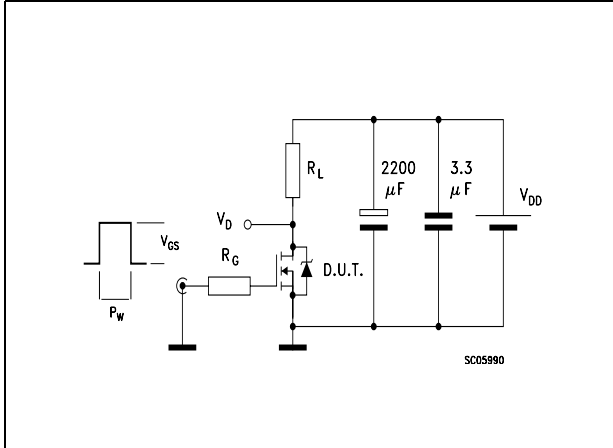 R_L
2200
μF
3.3
μF
V_DD
V_D
V_GS
R_G
D.U.T.
P_W
SC05990